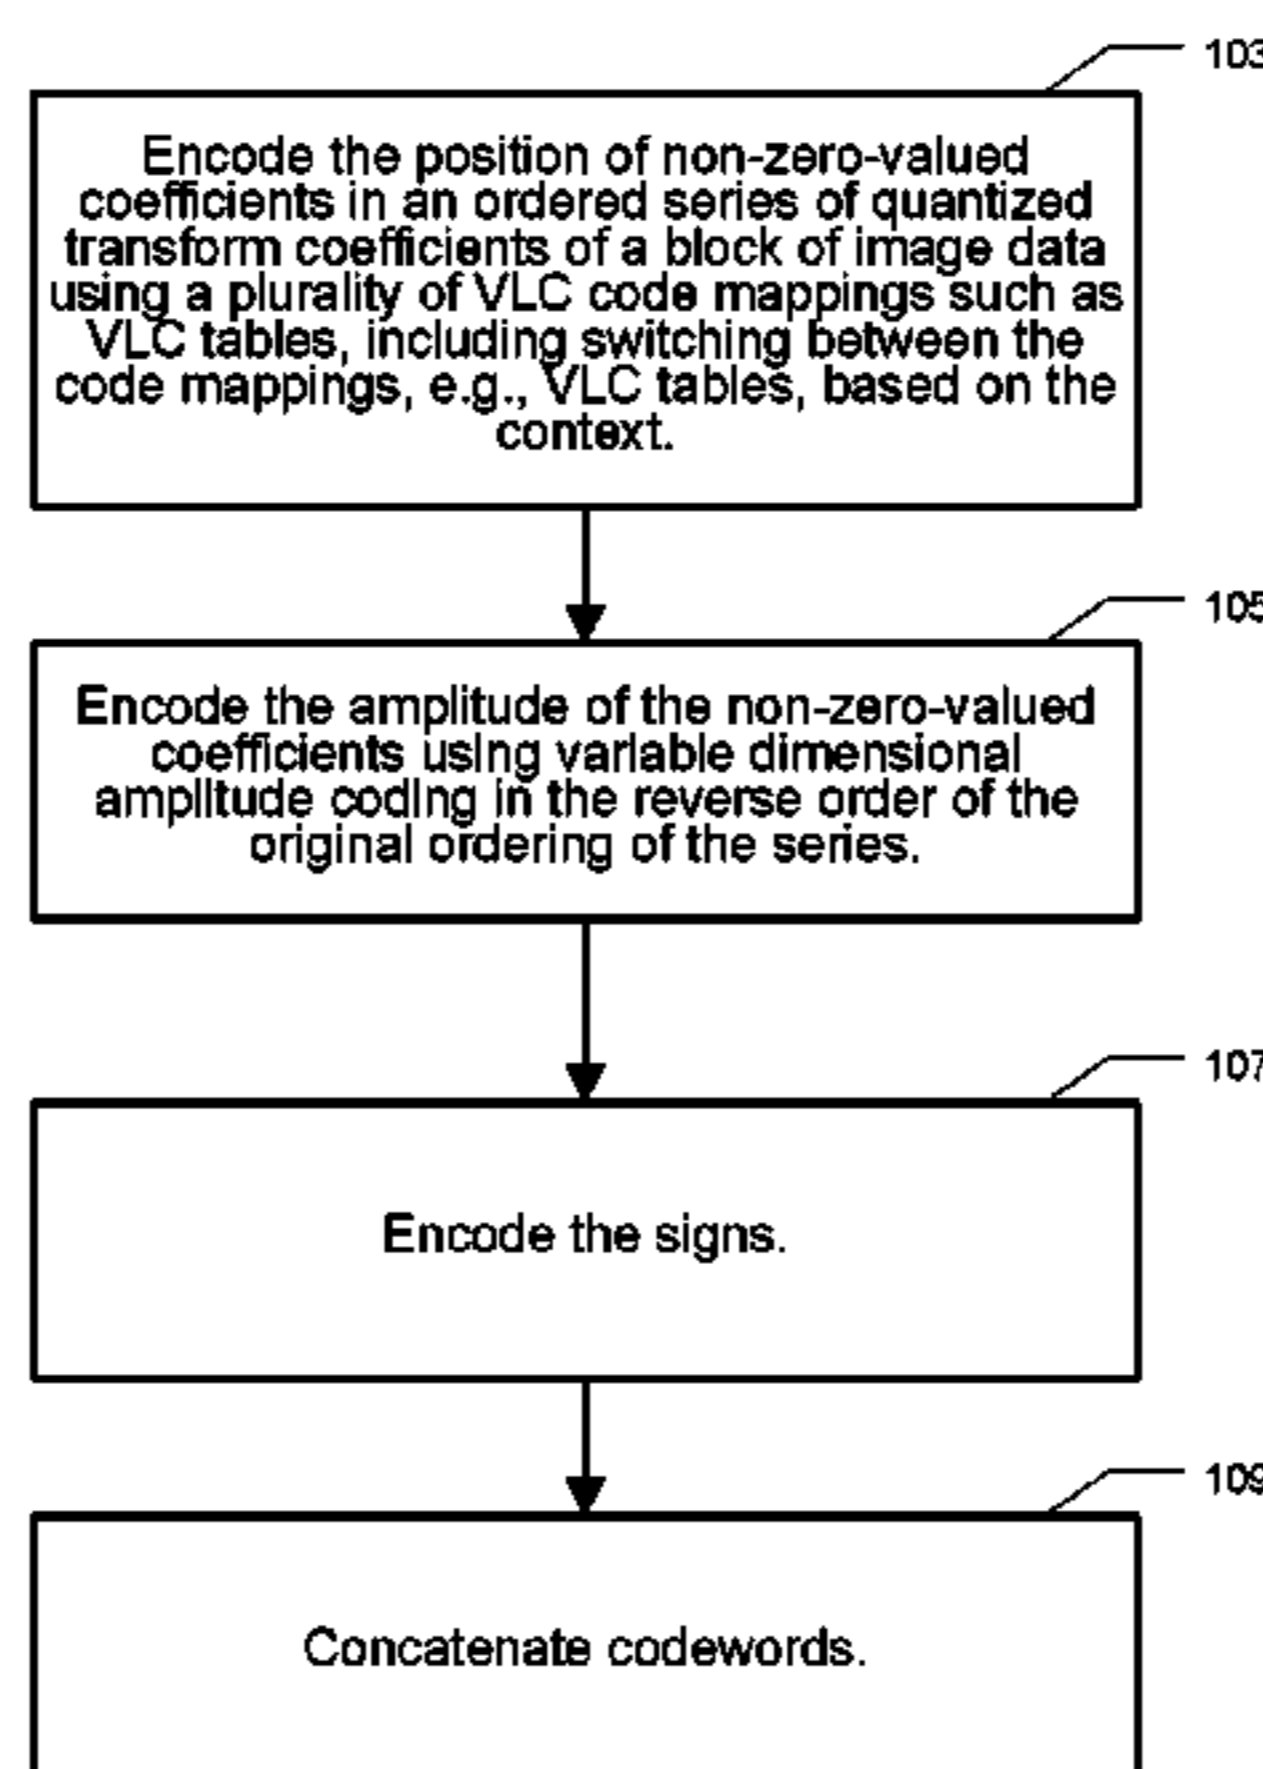 103
Encode the position of non-zero-valued
coefficients in an ordered series of quantized
transform coefficients of a block of image data
using a plurality of VLC code mappings such as
VLC tables, including switching between the
code mappings, e.g., VLC tables, based on the
context.
105
Encode the amplitude of the non-zero-valued
coefficients using variable dimensional
amplitude coding in the reverse order of the
original ordering of the series.
107
Encode the signs.
109
Concatenate codewords.